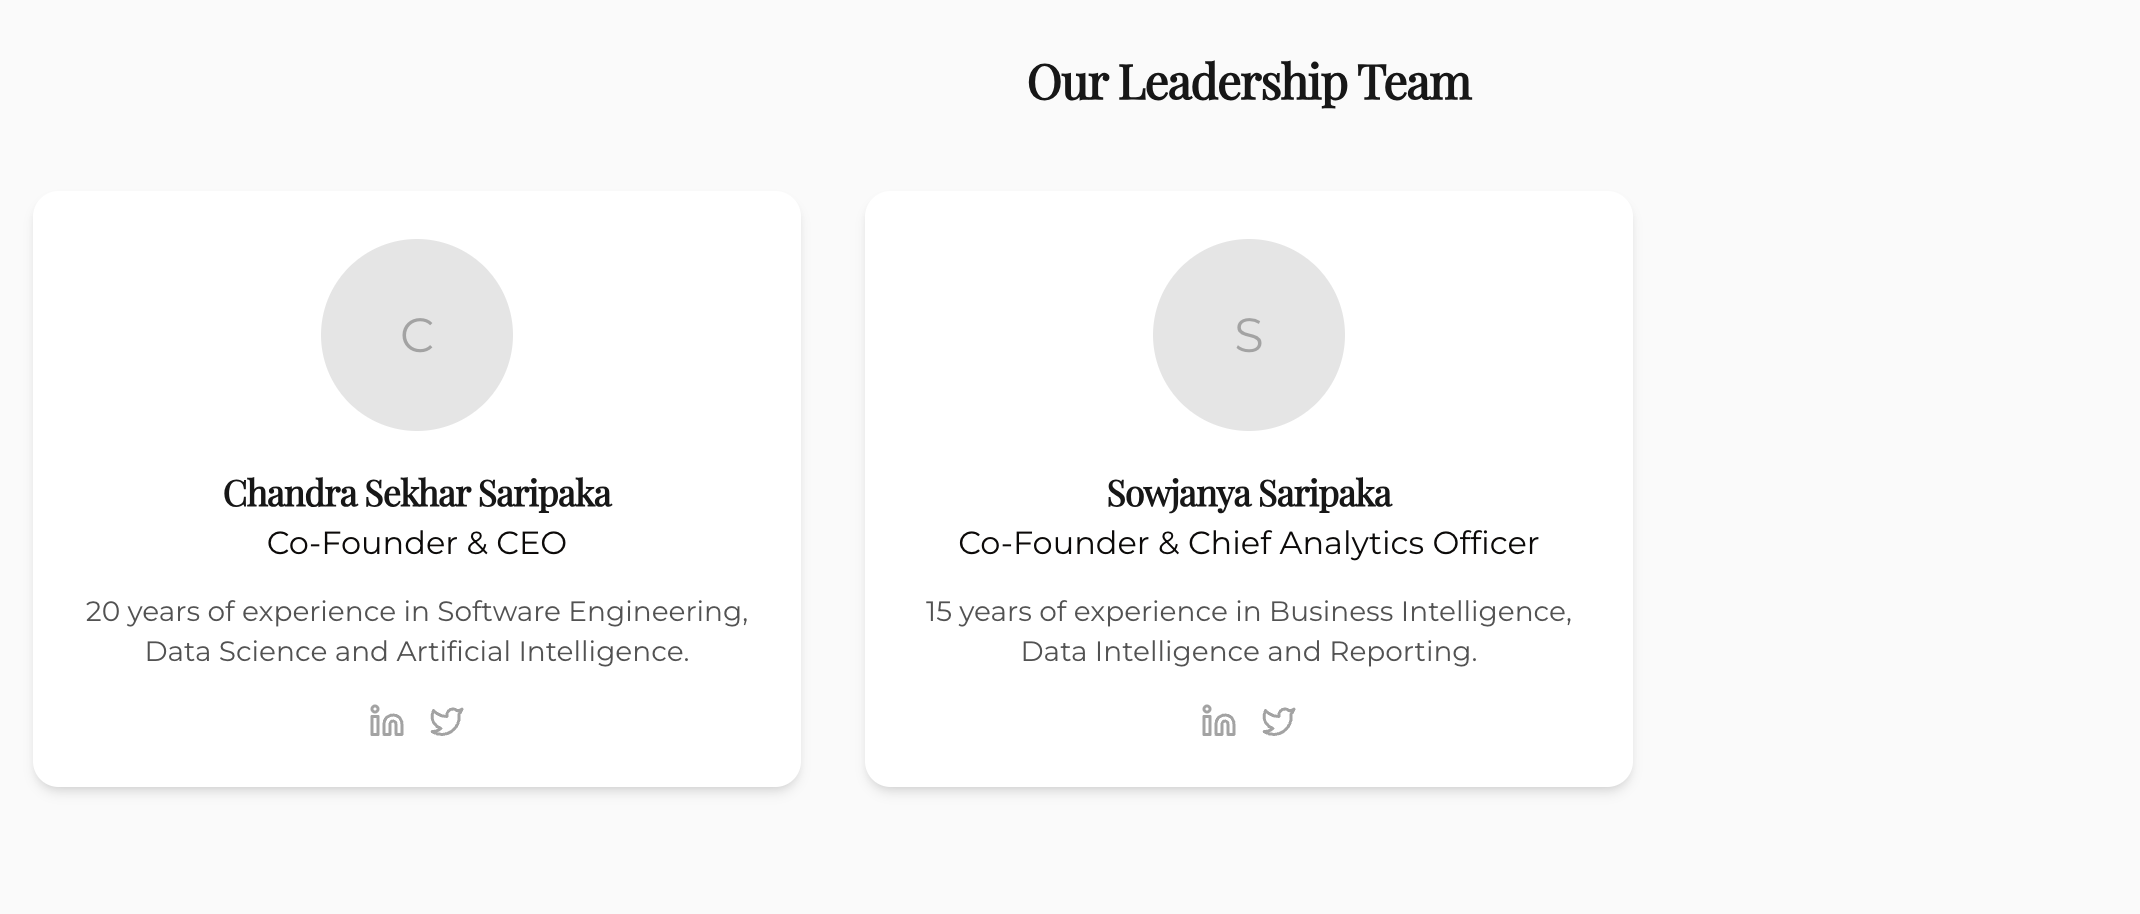 Our Leadership Team
C
Chandra Sekhar Saripaka
Co-Founder & CEO
20 years of experience in Software Engineering,
Data Science and Artificial Intelligence.
in
S
Sowjanya Saripaka
Co-Founder & Chief Analytics Officer
15 years of experience in Business Intelligence,
Data Intelligence and Reporting.
in